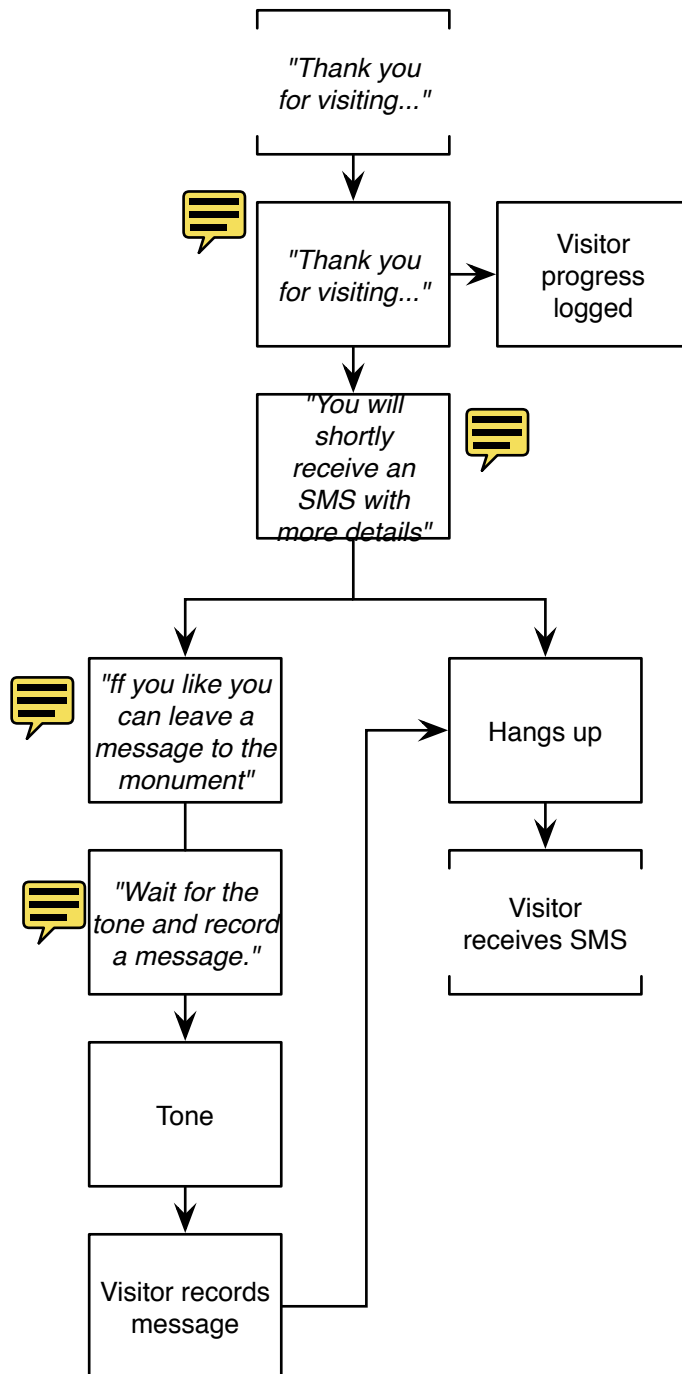 "Thank you
for visiting..."
"Thank you
for visiting..."
Visitor
progress
logged
"You will
shortly
receive an
SMS with
more details"
"ff you like you
can leave a
message to the
monument"
Hangs up
"Wait for the
tone and record
a message."
Visitor
receives SMS
Tone
Visitor records
message